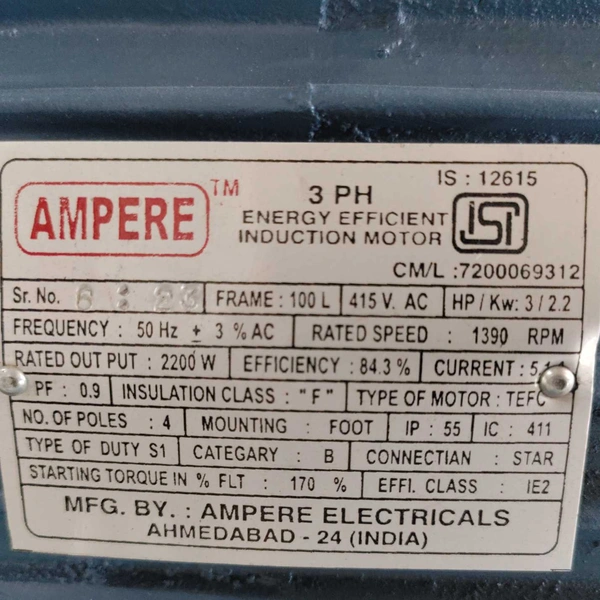 AMPERE TM
3 PH
ENERGY EFFICIENT
INDUCTION MOTOR
IS : 12615
ISI
CM/L :7200069312
Sr. No. FRAME : 100 L 415 V. AC HP / Kw: 3 / 2.2
FREQUENCY : 50 Hz ± 3 % AC RATED SPEED : 1390 RPM
RATED OUT PUT : 2200 W EFFICIENCY : 84.3 % CURRENT :
PF : 0.9 INSULATION CLASS : " F " TYPE OF MOTOR : TEFC
NO. OF POLES : 4 MOUNTING : FOOT IP : 55 IC : 411
TYPE OF DUTY S1 CATEGARY : B CONNECTIAN : STAR
STARTING TORQUE IN % FLT : 170 % EFFI. CLASS : IE2
MFG. BY. : AMPERE ELECTRICALS
AHMEDABAD - 24 (INDIA)